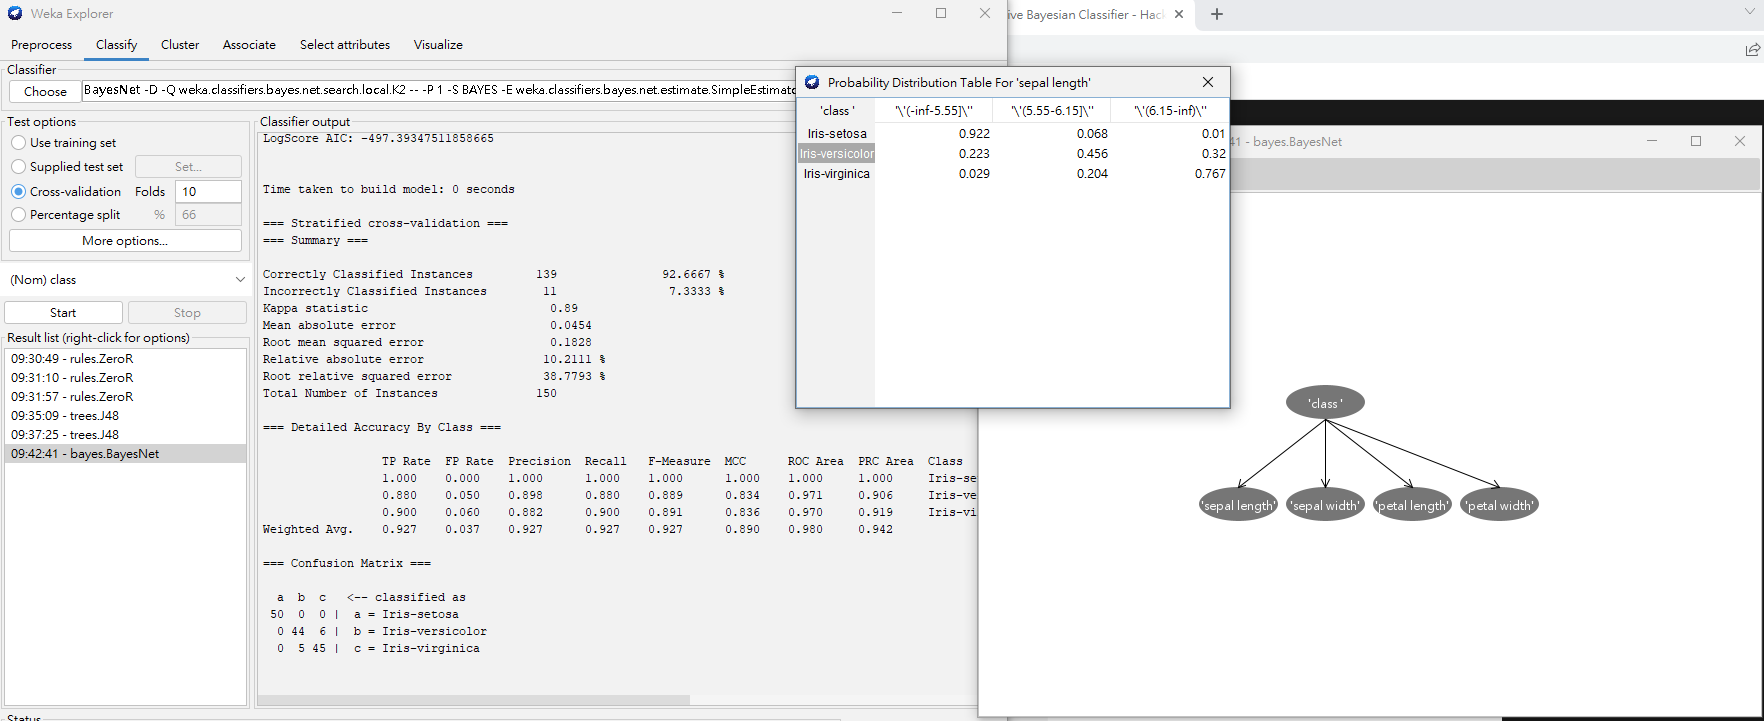 Weka Explorer
Preprocess Classify Cluster Associate Select attributes Visualize
Classifier
Choose BayesNet -D -Q weka.classifiers.bayes.net.search.local.K2 -- -P 1 -S BAYES -E weka.classifiers.bayes.net.estimate.SimpleEstimato
Test options
Use training set
Supplied test set Set...
Cross-validation Folds 10
Percentage split % 66
More options...
(Nom) class
Start Stop
Result list (right-click for options)
09:30:49 - rules.ZeroR
09:31:10 - rules.ZeroR
09:31:57 - rules.ZeroR
09:35:09 - trees.J48
09:37:25 - trees.J48
09:42:41 - bayes.BayesNet
Status
Classifier output
LogScore AIC: -497.39347511858665
Time taken to build model: 0 seconds
=== Stratified cross-validation ===
=== Summary ===
Correctly Classified Instances 139 92.6667 %
Incorrectly Classified Instances 11 7.3333 %
Kappa statistic 0.89
Mean absolute error 0.0454
Root mean squared error 0.1828
Relative absolute error 10.2111 %
Root relative squared error 38.7793 %
Total Number of Instances 150
=== Detailed Accuracy By Class ===
TP Rate FP Rate Precision Recall F-Measure MCC ROC Area PRC Area Class
1.000 0.000 1.000 1.000 1.000 1.000 1.000 1.000 Iris-se
0.880 0.050 0.898 0.880 0.889 0.834 0.971 0.906 Iris-ve
0.900 0.060 0.882 0.900 0.891 0.836 0.970 0.919 Iris-vi
Weighted Avg. 0.927 0.037 0.927 0.927 0.927 0.890 0.980 0.942
=== Confusion Matrix ===
a b c <-- classified as
50 0 0 | a = Iris-setosa
0 44 6 | b = Iris-versicolor
0 5 45 | c = Iris-virginica
ive Bayesian Classifier - Hac
Probability Distribution Table For 'sepal length'
'class ' '\'(-inf-5.55]\'' '\'(5.55-6.15]\'' '\'(6.15-inf)\''
Iris-setosa 0.922 0.068 0.01
Iris-versicolor 0.223 0.456 0.32
Iris-virginica 0.029 0.204 0.767
41 - bayes.BayesNet
'class '
'sepal length' 'sepal width' 'petal length' 'petal width'